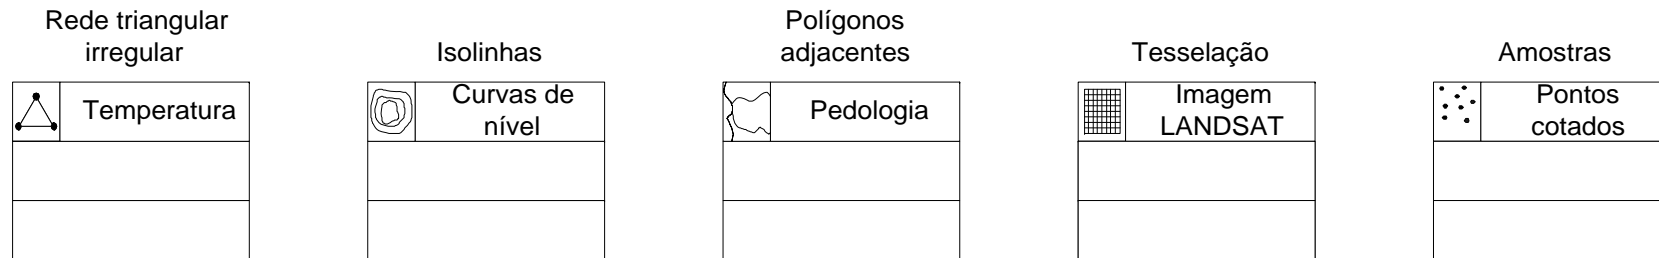 Rede triangular
irregular
Temperatura
Isolinhas
Curvas de
nível
Polígonos
adjacentes
Pedologia
Tesselação
Imagem
LANDSAT
Amostras
Pontos
cotados